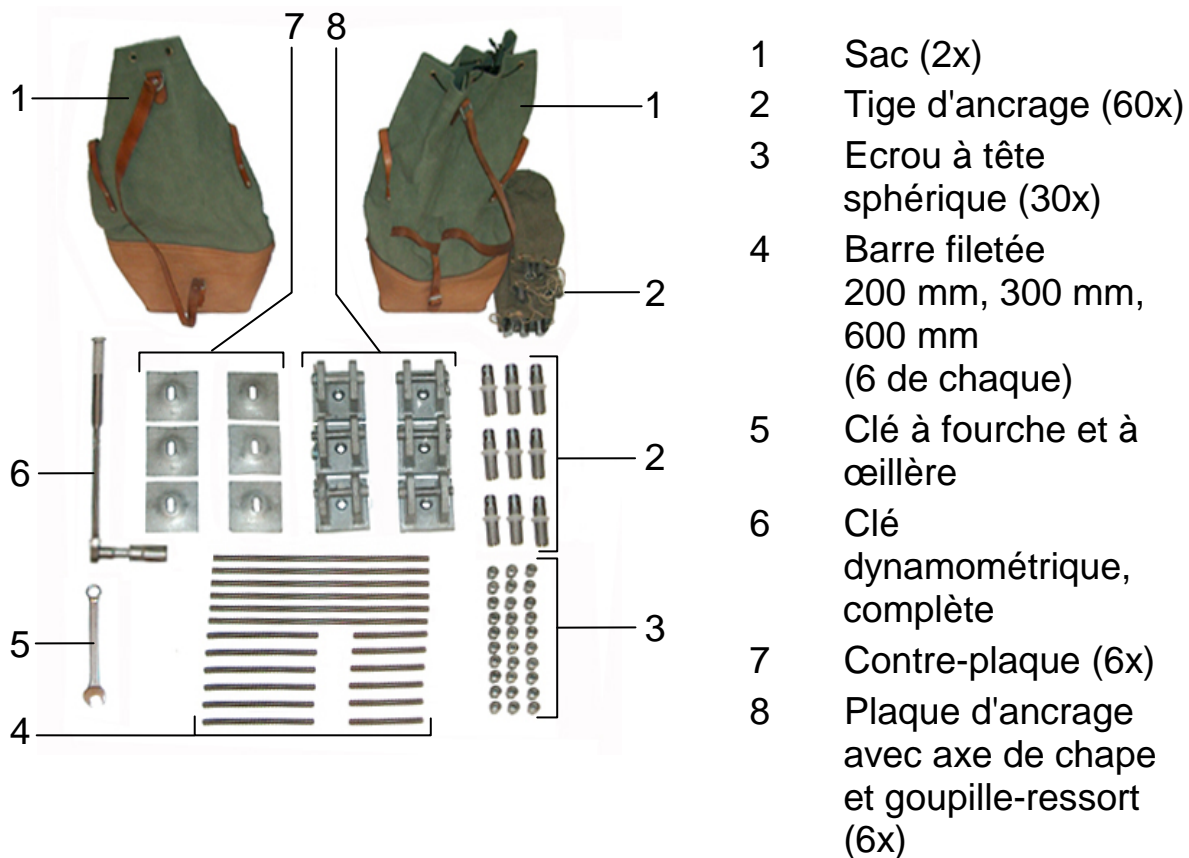 7 8
1
1
2
6
2
5
3
4
1 Sac (2x)
2 Tige d'ancrage (60x)
3 Ecrou à tête
sphérique (30x)
4 Barre filetée
200 mm, 300 mm,
600 mm
(6 de chaque)
5 Clé à fourche et à
œillère
6 Clé
dynamométrique,
complète
7 Contre-plaque (6x)
8 Plaque d'ancrage
avec axe de chape
et goupille-ressort
(6x)